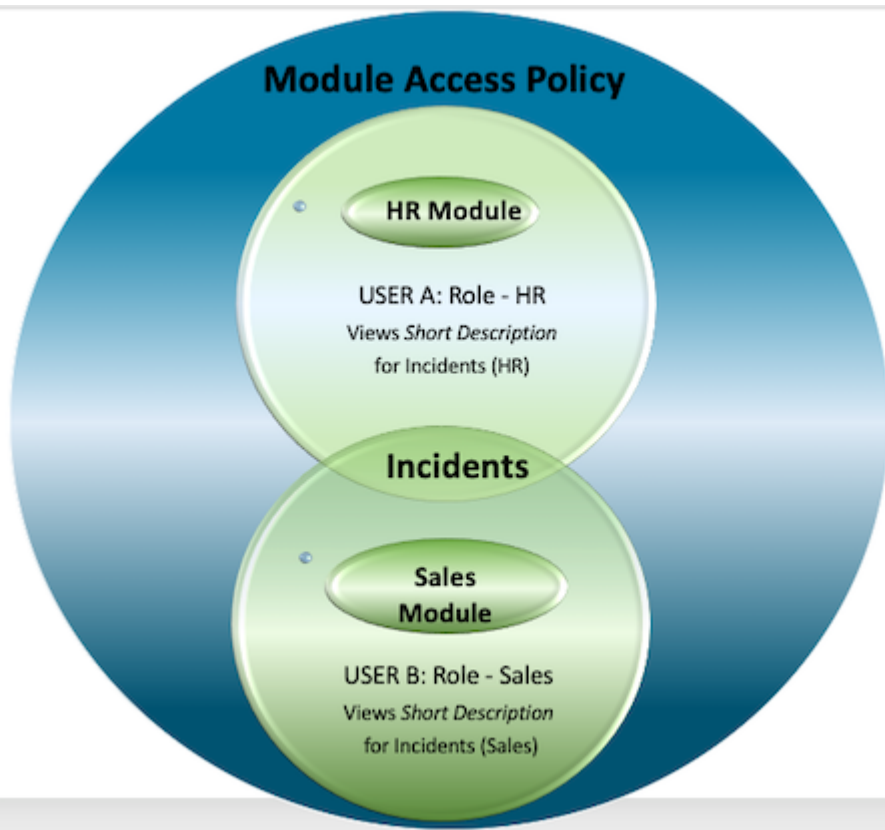 Module Access Policy
HR Module
USER A: Role - HR
Views Short Description
for Incidents (HR)
Incidents
Sales
Module
USER B: Role - Sales
Views Short Description
for Incidents (Sales)